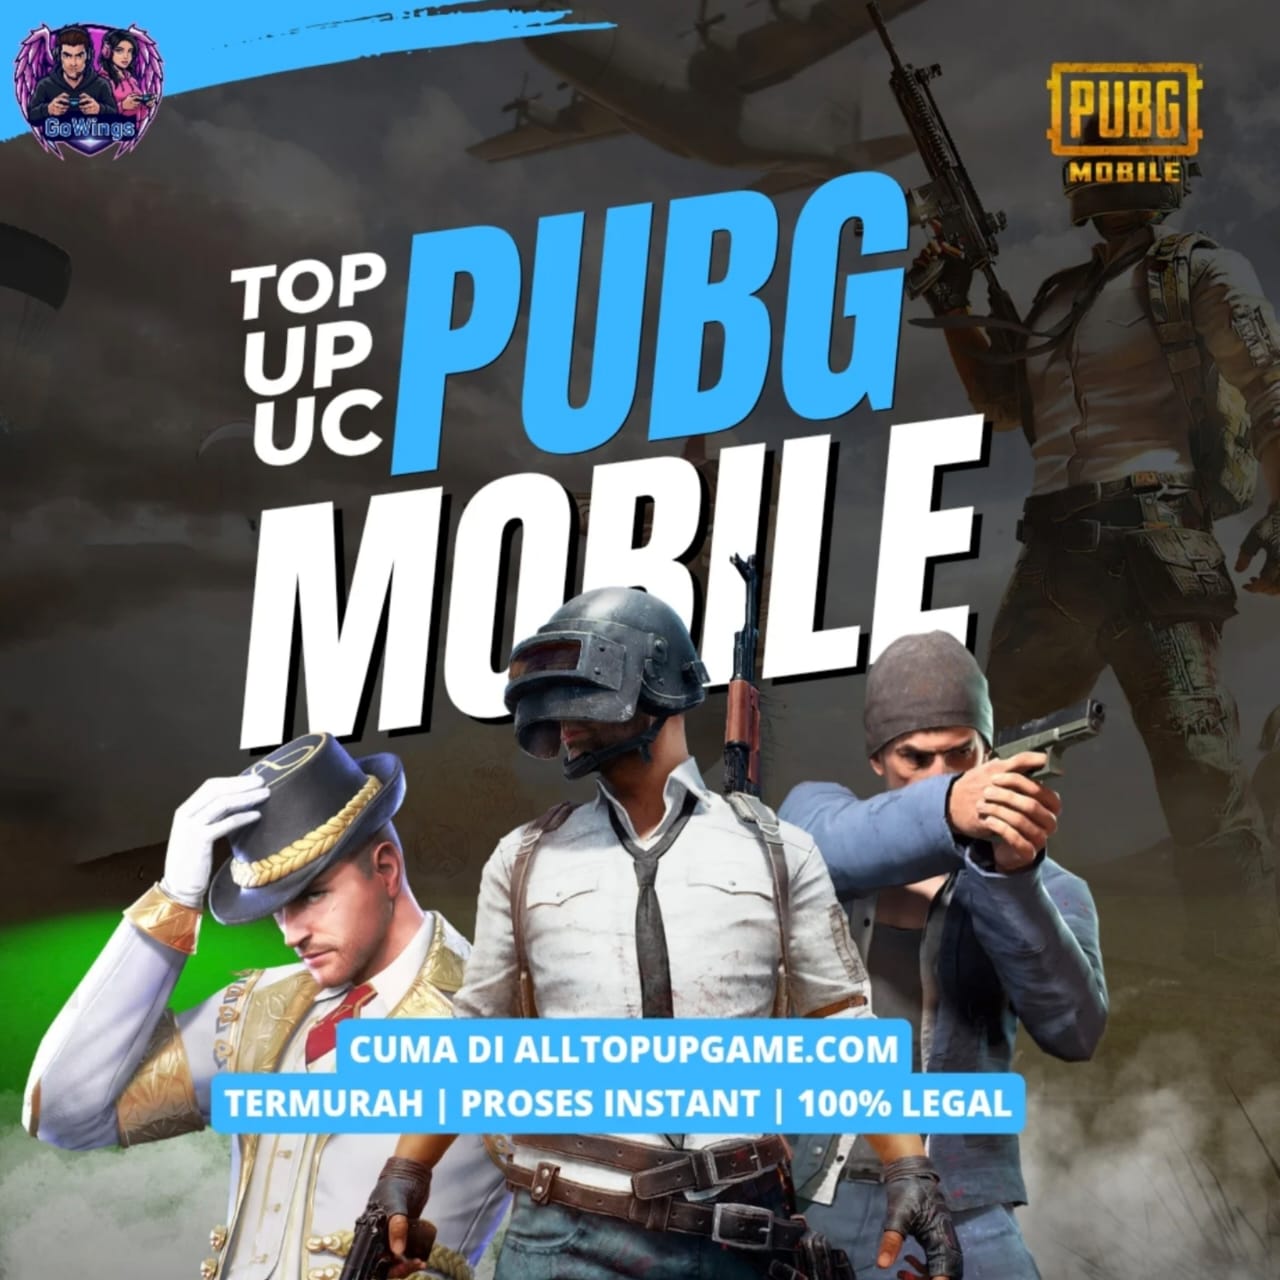 GoWings
PUBG
MOBILE
TOP
UP
UC
PUBG
MOBILE
CUMA DI ALLTOPUPGAME.COM
TERMURAH | PROSES INSTANT | 100% LEGAL